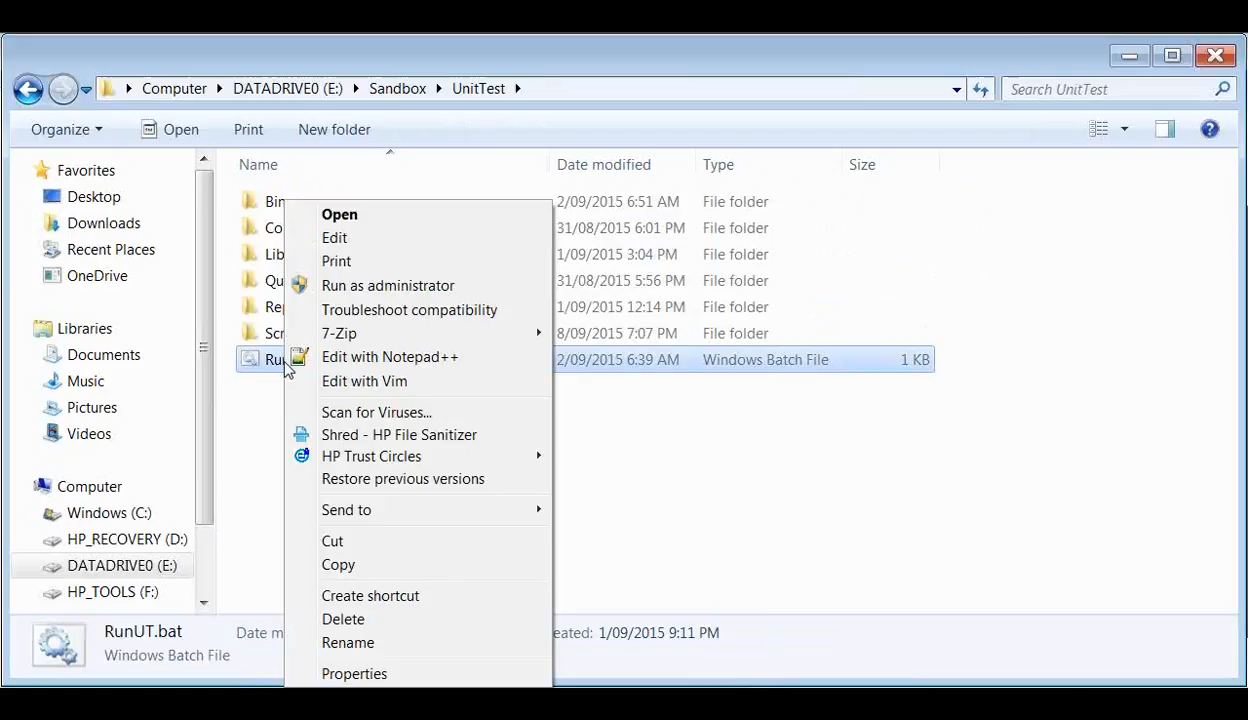 Computer DATADRIVE0 (E:) Sandbox UnitTest
Search UnitTest
Organize Open Print New folder
Name Date modified Type Size
Favorites
Desktop
Downloads
Recent Places
OneDrive
Libraries
Documents
Music
Pictures
Videos
Computer
Windows (C:)
HP_RECOVERY (D:)
DATADRIVE0 (E:)
HP_TOOLS (F:)
Bin 2/09/2015 6:51 AM File folder
Co 31/08/2015 6:01 PM File folder
Lib 1/09/2015 3:04 PM File folder
Qu 31/08/2015 5:56 PM File folder
Rep 1/09/2015 12:14 PM File folder
Scr 8/09/2015 7:07 PM File folder
Ru 2/09/2015 6:39 AM Windows Batch File 1 KB
Open
Edit
Print
Run as administrator
Troubleshoot compatibility
7-Zip
Edit with Notepad++
Edit with Vim
Scan for Viruses...
Shred - HP File Sanitizer
HP Trust Circles
Restore previous versions
Send to
Cut
Copy
Create shortcut
Delete
Rename
Properties
RunUT.bat Date m eated: 1/09/2015 9:11 PM
Windows Batch File